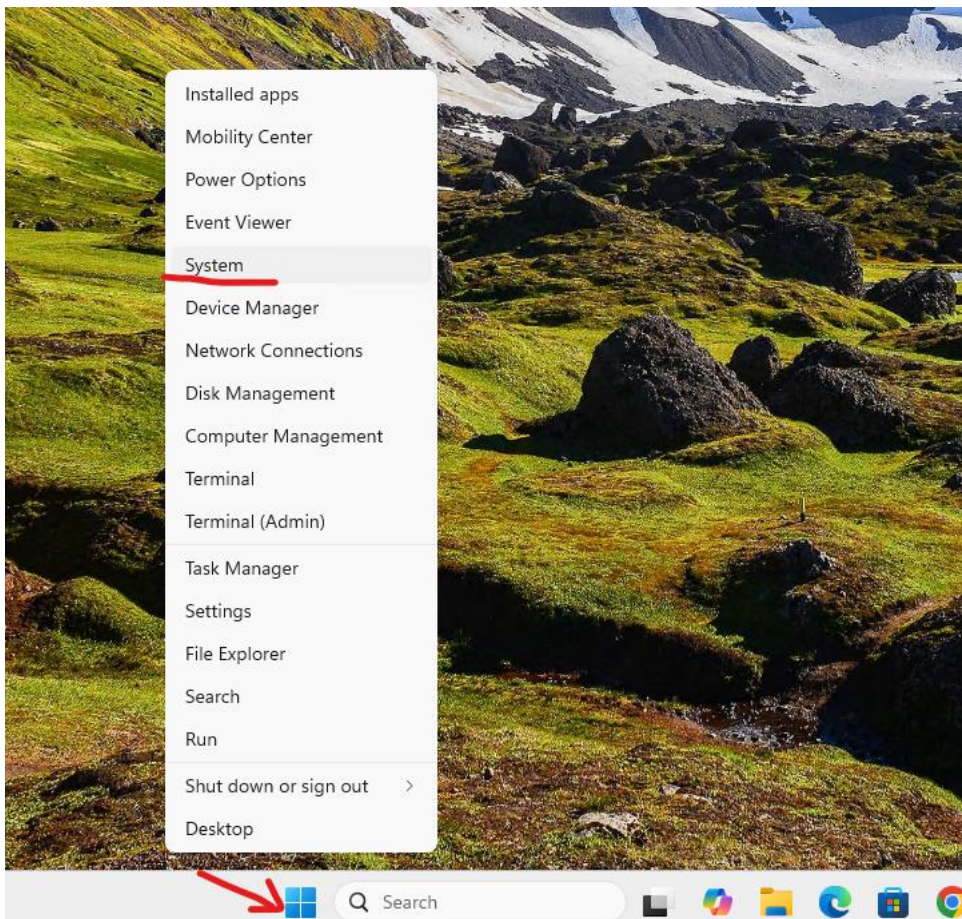 Installed apps
Mobility Center
Power Options
Event Viewer
System
Device Manager
Network Connections
Disk Management
Computer Management
Terminal
Terminal (Admin)
Task Manager
Settings
File Explorer
Search
Run
Shut down or sign out
Desktop
Search